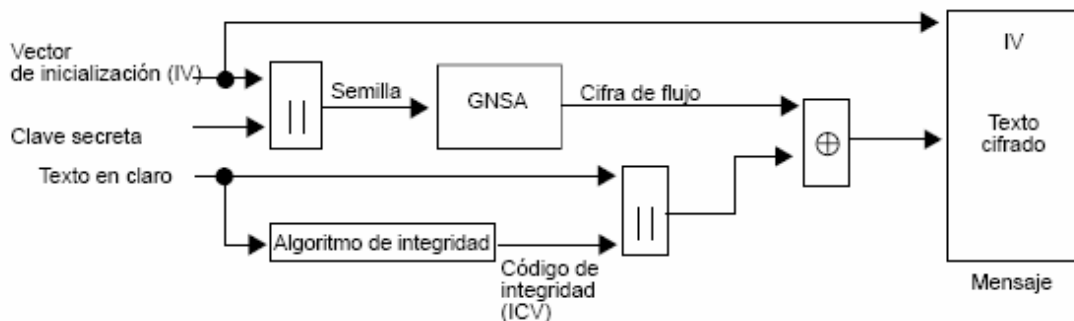 Vector
de inicialización (IV)
Clave secreta
Texto en claro
||
Semilla
GNSA
Cifra de flujo
Algoritmo de integridad
Código de
integridad
(ICV)
||
⊕
IV
Texto
cifrado
Mensaje